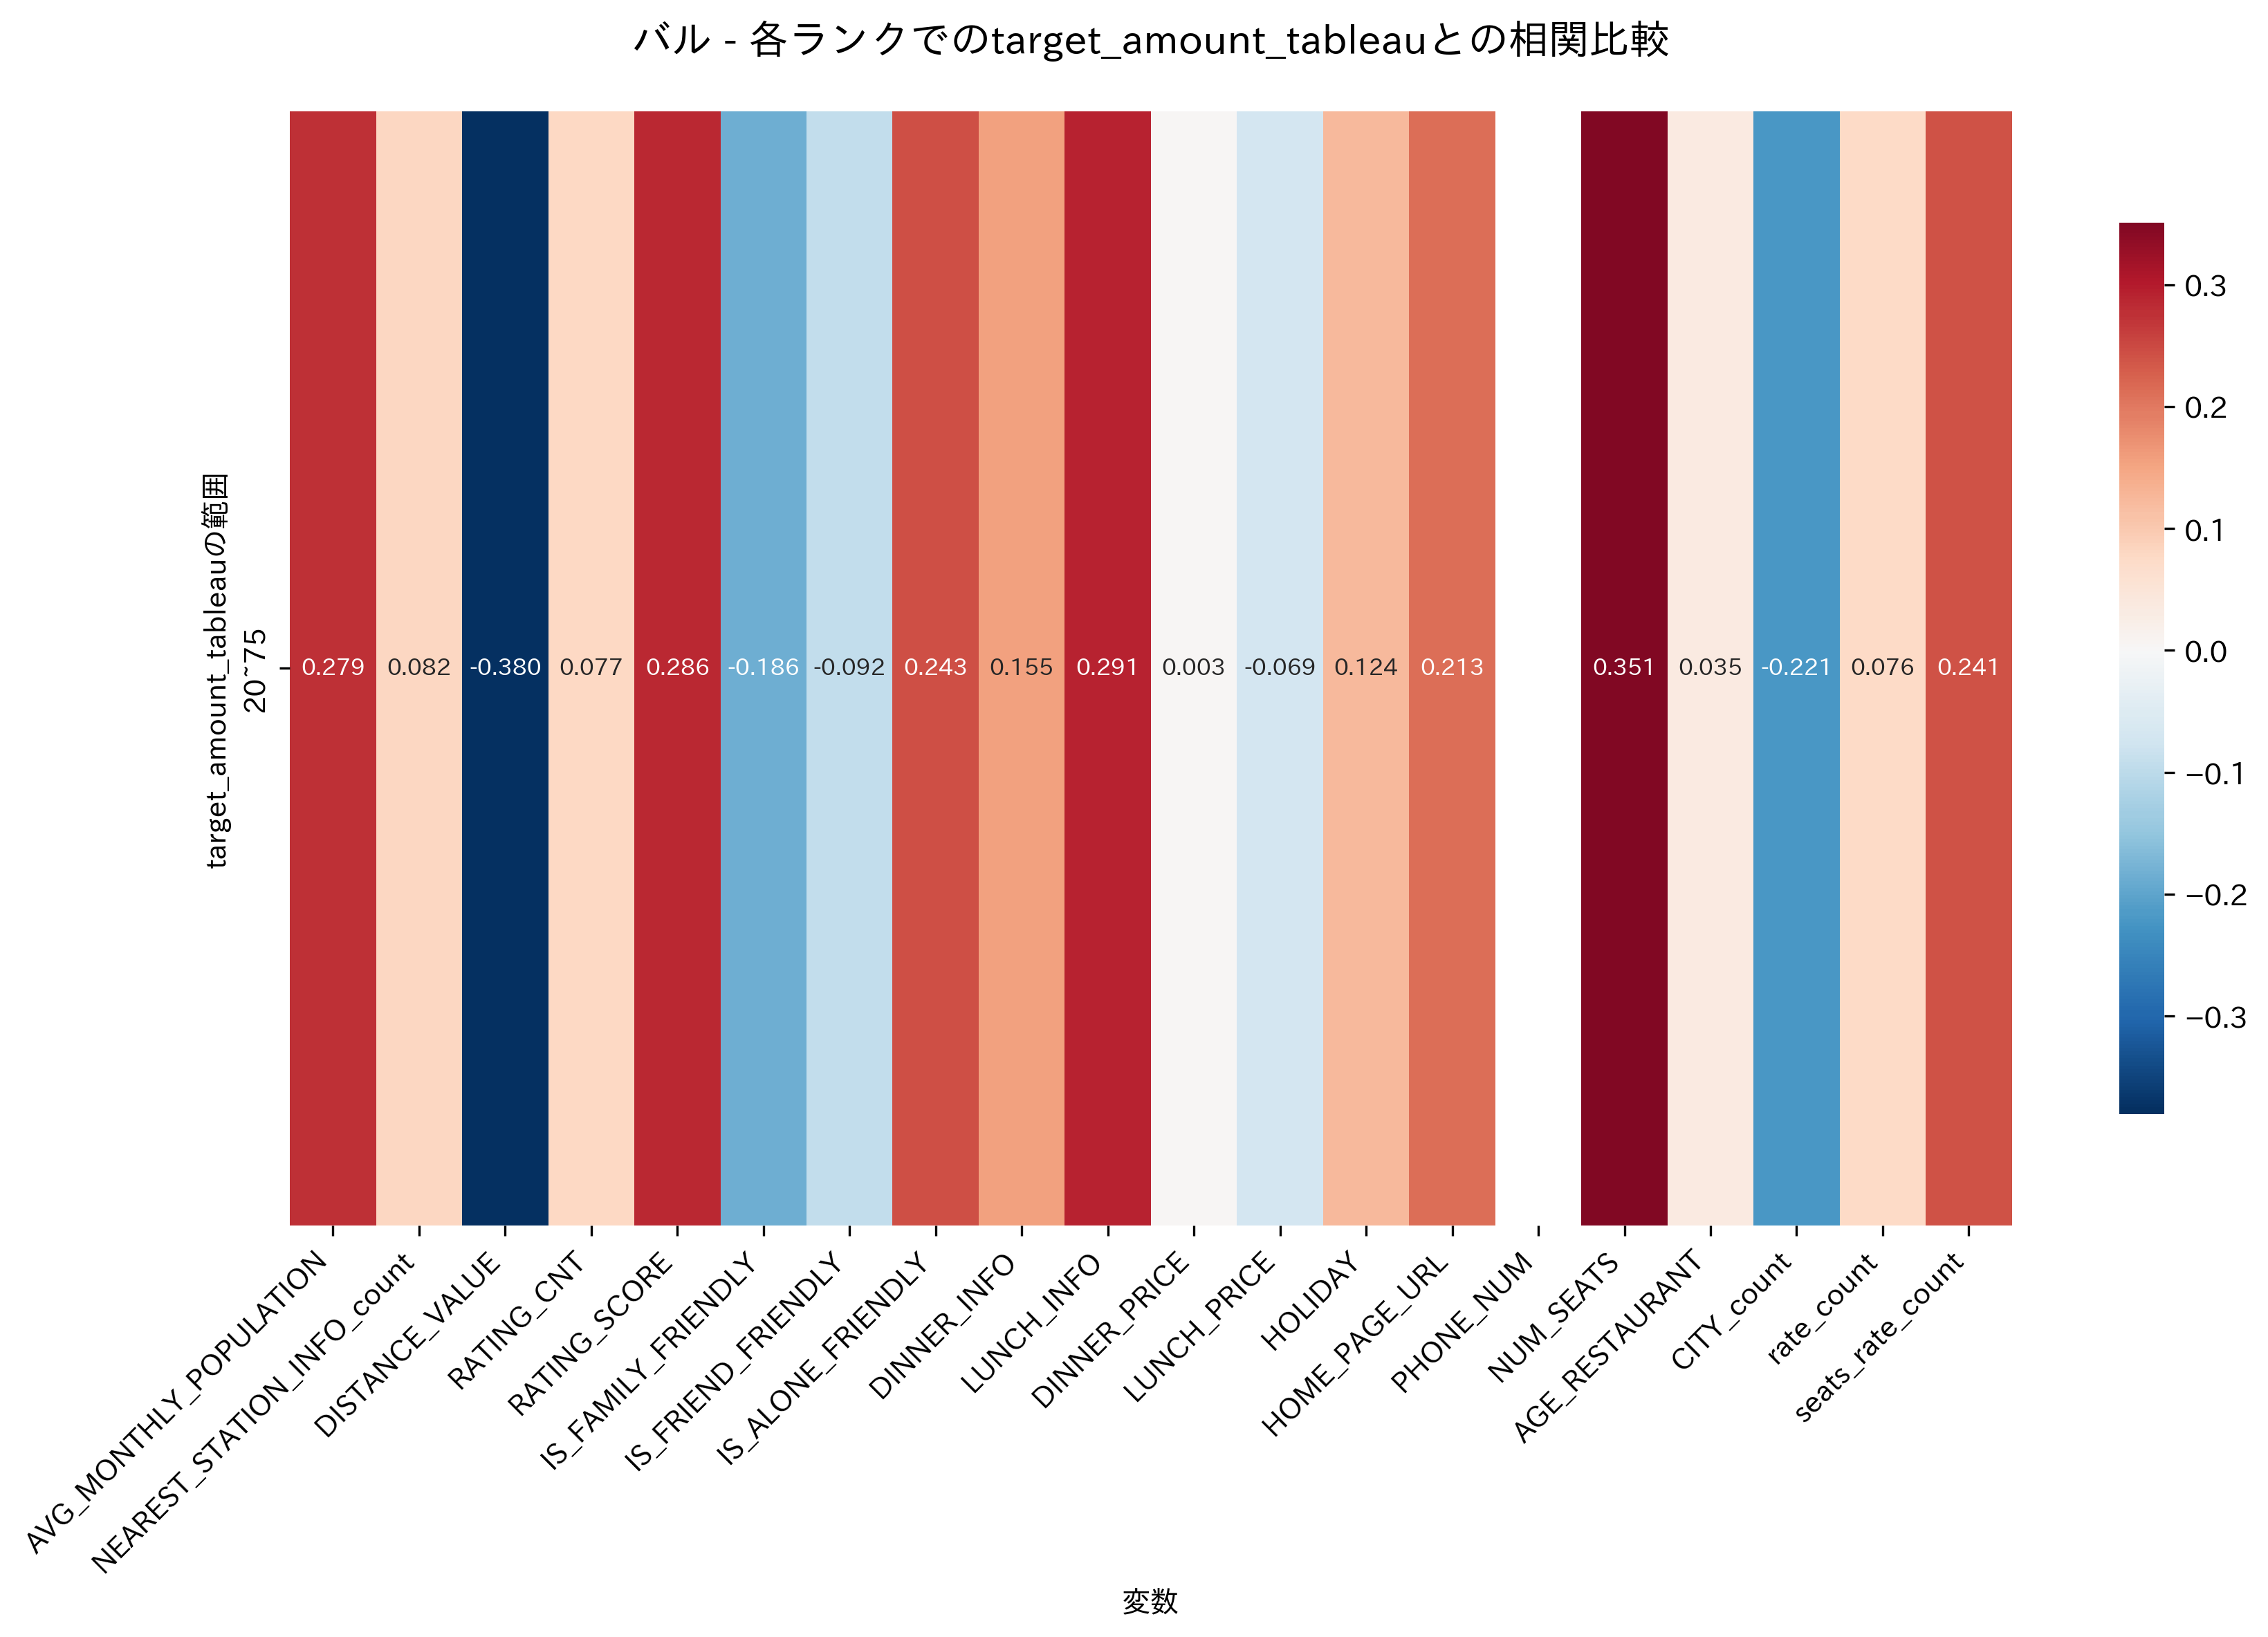 バル - 各ランクでのtarget_amount_tableauとの相関比較
target_amount_tableauの範囲
20~75
0.279 0.082 -0.380 0.077 0.286 -0.186 -0.092 0.243 0.155 0.291 0.003 -0.069 0.124 0.213 0.351 0.035 -0.221 0.076 0.241
AVG_MONTHLY_POPULATION
NEAREST_STATION_INFO_count
DISTANCE_VALUE
RATING_CNT
RATING_SCORE
IS_FAMILY_FRIENDLY
IS_FRIEND_FRIENDLY
IS_ALONE_FRIENDLY
DINNER_INFO
LUNCH_INFO
DINNER_PRICE
LUNCH_PRICE
HOLIDAY
HOME_PAGE_URL
PHONE_NUM
NUM_SEATS
AGE_RESTAURANT
CITY_count
rate_count
seats_rate_count
変数
0.3
0.2
0.1
0.0
−0.1
−0.2
−0.3